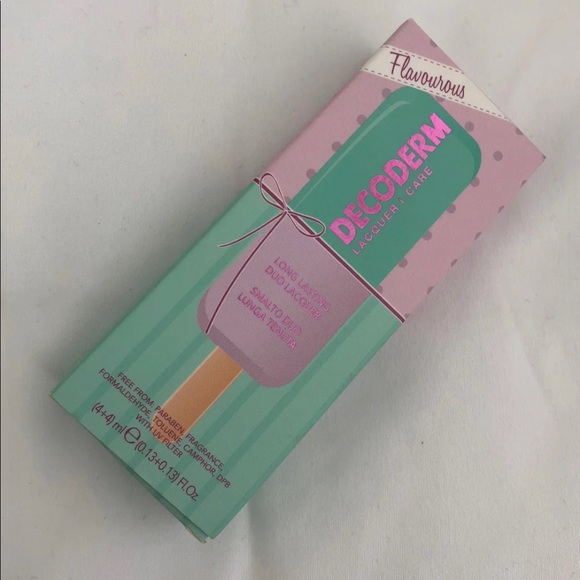 Flavourous
DECODERM
LACQUER i CARE
LONG LASTING
DUO LACQUER
SMALTO DUO
LUNGA TENUTA
FREE FROM: PARABEN, FRAGRANCE,
FORMALDEHYDE, TOLUENE, CAMPHOR, DPB
WITH UV FILTER
(4+4) ml ℮ (0.13+0.13) Fl.Oz.